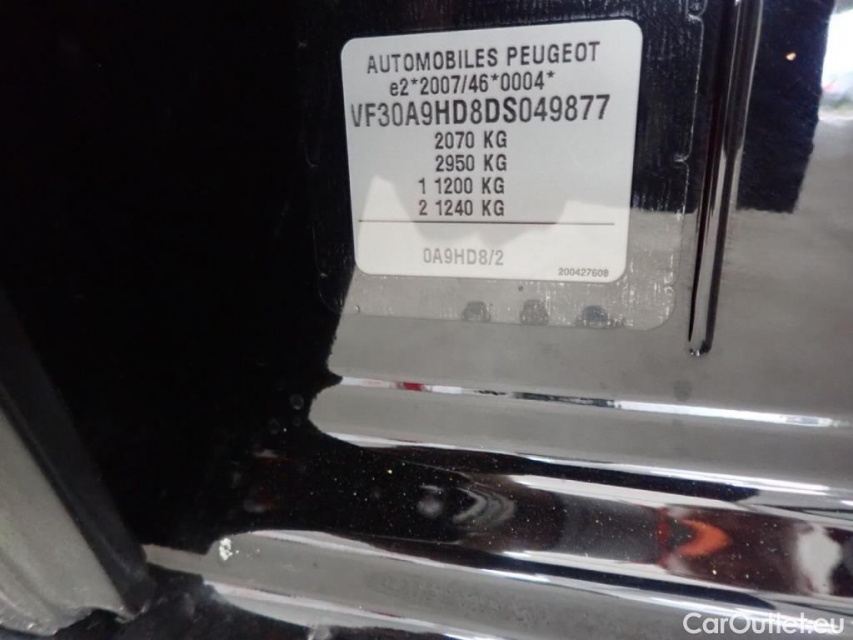 AUTOMOBILES PEUGEOT
e2*2007/46*0004*
VF30A9HD8DS049877
2070 KG
2950 KG
1 1200 KG
2 1240 KG
0A9HD8/2
200427609
CarOutlet.eu